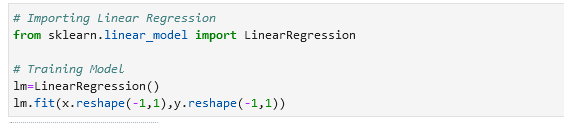 # Importing Linear Regression
from sklearn.linear_model import LinearRegression
# Training Model
lm=LinearRegression()
lm.fit(x.reshape(-1,1),y.reshape(-1,1))